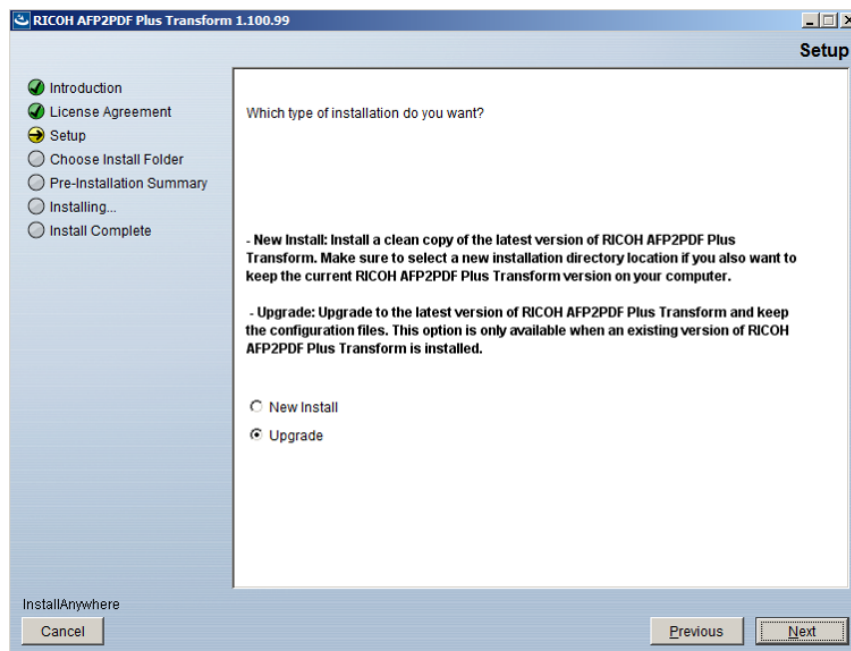 RICOH AFP2PDF Plus Transform 1.100.99
Setup
Introduction
License Agreement
Setup
Choose Install Folder
Pre-Installation Summary
Installing...
Install Complete
Which type of installation do you want?
- New Install: Install a clean copy of the latest version of RICOH AFP2PDF Plus
Transform. Make sure to select a new installation directory location if you also want to
keep the current RICOH AFP2PDF Plus Transform version on your computer.
- Upgrade: Upgrade to the latest version of RICOH AFP2PDF Plus Transform and keep
the configuration files. This option is only available when an existing version of RICOH
AFP2PDF Plus Transform is installed.
New Install
Upgrade
InstallAnywhere
Cancel
Previous
Next